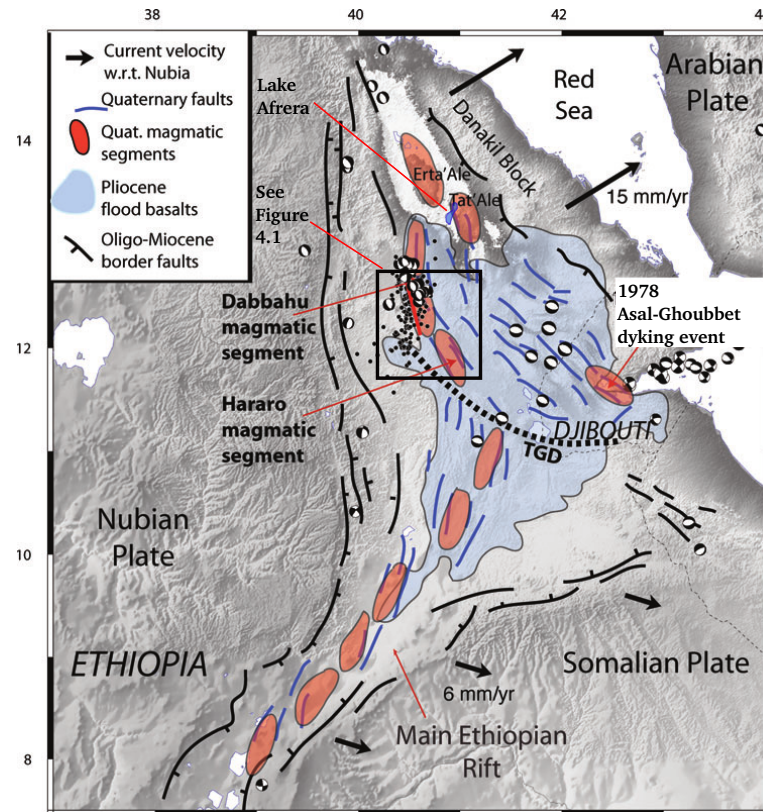 38
40
42
44
Current velocity
w.r.t. Nubia
Quaternary faults
Quat. magmatic
segments
Pliocene
flood basalts
Oligo-Miocene
border faults
Lake
Afrera
Red
Sea
Arabian
Plate
14
Danakil Block
Erta'Ale
Tat'Ale
15 mm/yr
See
Figure
4.1
Dabbahu
magmatic
segment
1978
Asal-Ghoubbet
dyking event
12
Hararo
magmatic
segment
DJIBOUTI
TGD
Nubian
Plate
10
ETHIOPIA
Somalian Plate
6 mm/yr
Main Ethiopian
Rift
8